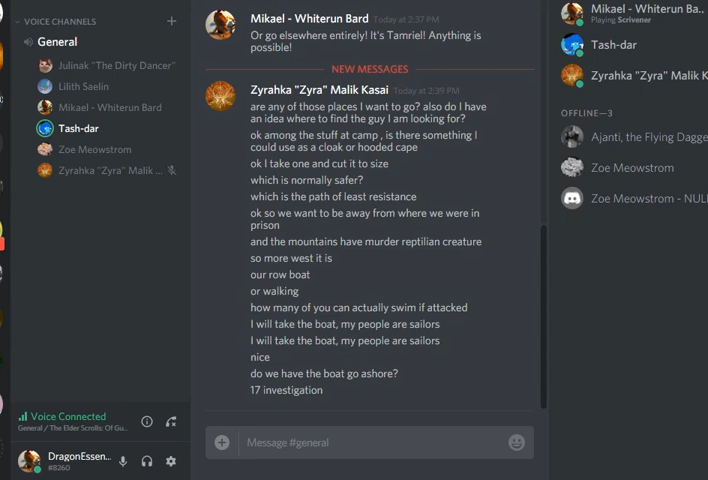 VOICE CHANNELS
General
Julinak "The Dirty Dancer"
Lilith Saelin
Mikael - Whiterun Bard
Tash-dar
Zoe Meowstrom
Zyrahka "Zyra" Malik ...
Voice Connected
General / The Elder Scrolls: Of Gu...
DragonEssen...
#8260
Mikael - Whiterun Bard Today at 2:37 PM
Or go elsewhere entirely! It's Tamriel! Anything is
possible!
NEW MESSAGES
Zyrahka "Zyra" Malik Kasai Today at 2:39 PM
are any of those places I want to go? also do I have
an idea where to find the guy I am looking for?
ok among the stuff at camp , is there something I
could use as a cloak or hooded cape
ok I take one and cut it to size
which is normally safer?
which is the path of least resistance
ok so we want to be away from where we were in
prison
and the mountains have murder reptilian creature
so more west it is
our row boat
or walking
how many of you can actually swim if attacked
I will take the boat, my people are sailors
I will take the boat, my people are sailors
nice
do we have the boat go ashore?
17 investigation
Message #general
Mikael - Whiterun Ba..
Playing Scrivener
Tash-dar
Zyrahka "Zyra" Malik K
OFFLINE—3
Ajanti, the Flying Dagge
Zoe Meowstrom
Zoe Meowstrom - NUL